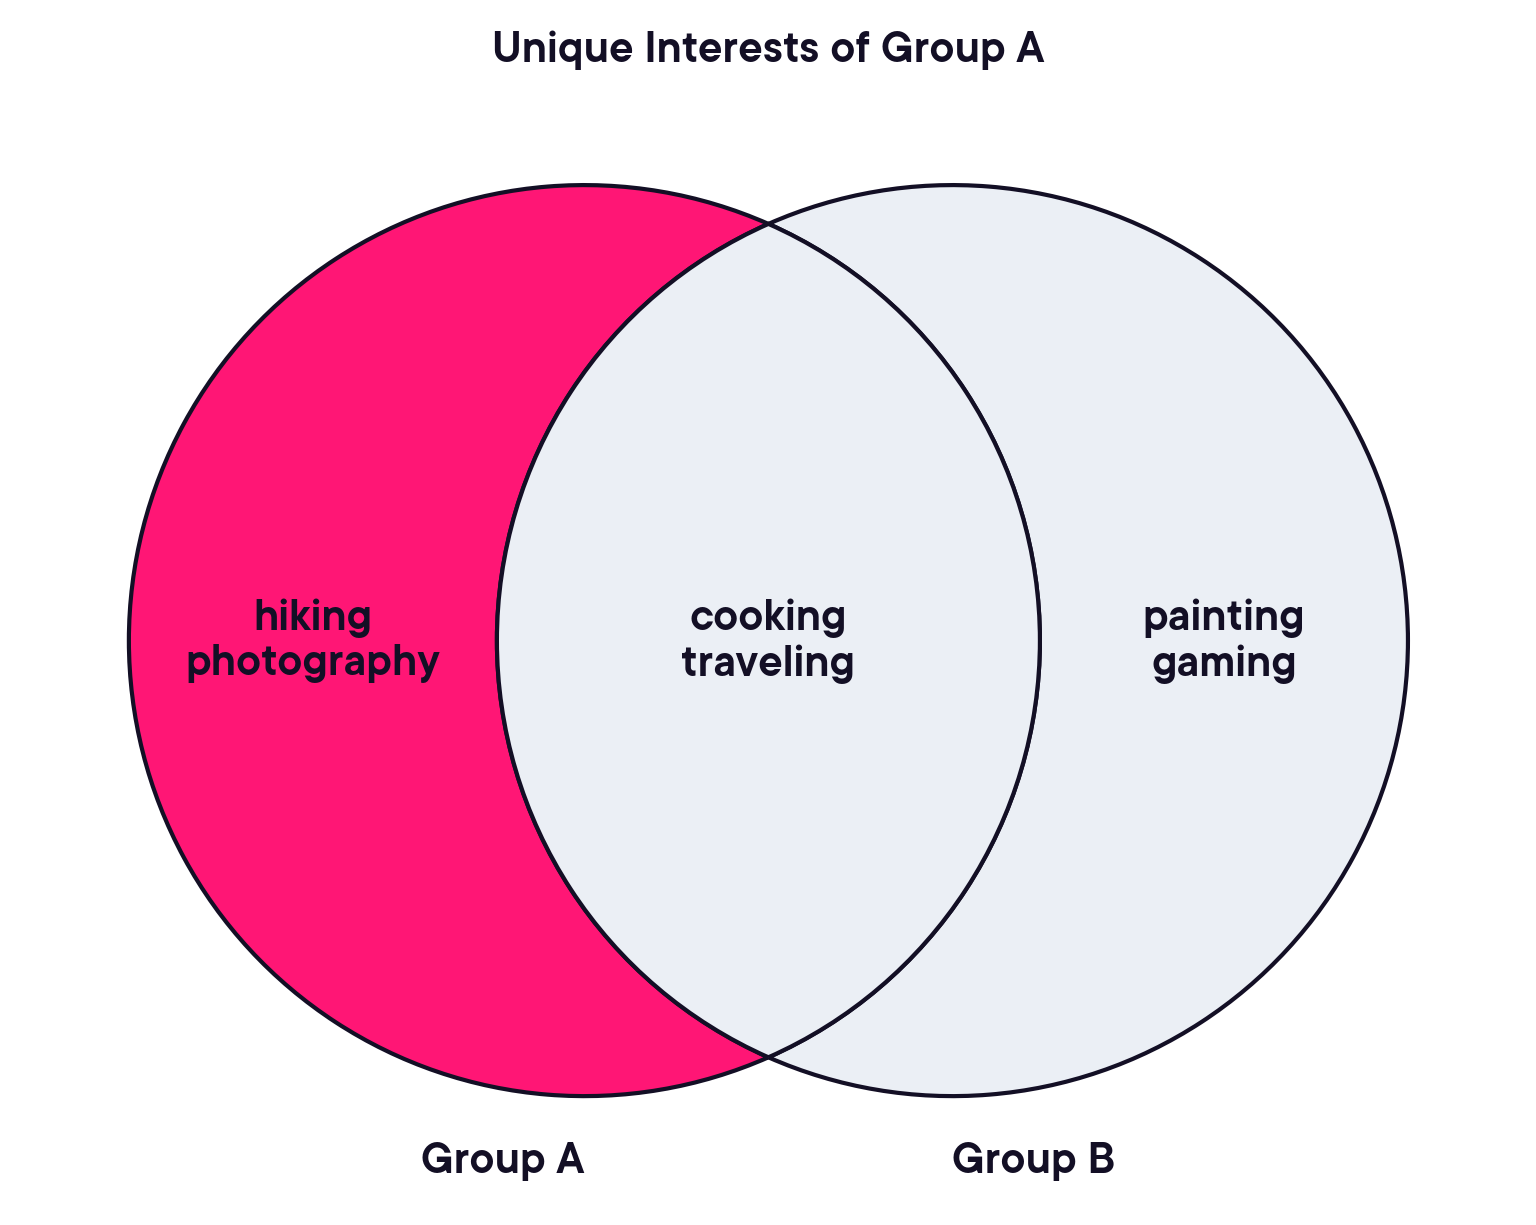 Unique Interests of Group A
hiking
photography
cooking
traveling
painting
gaming
Group A
Group B